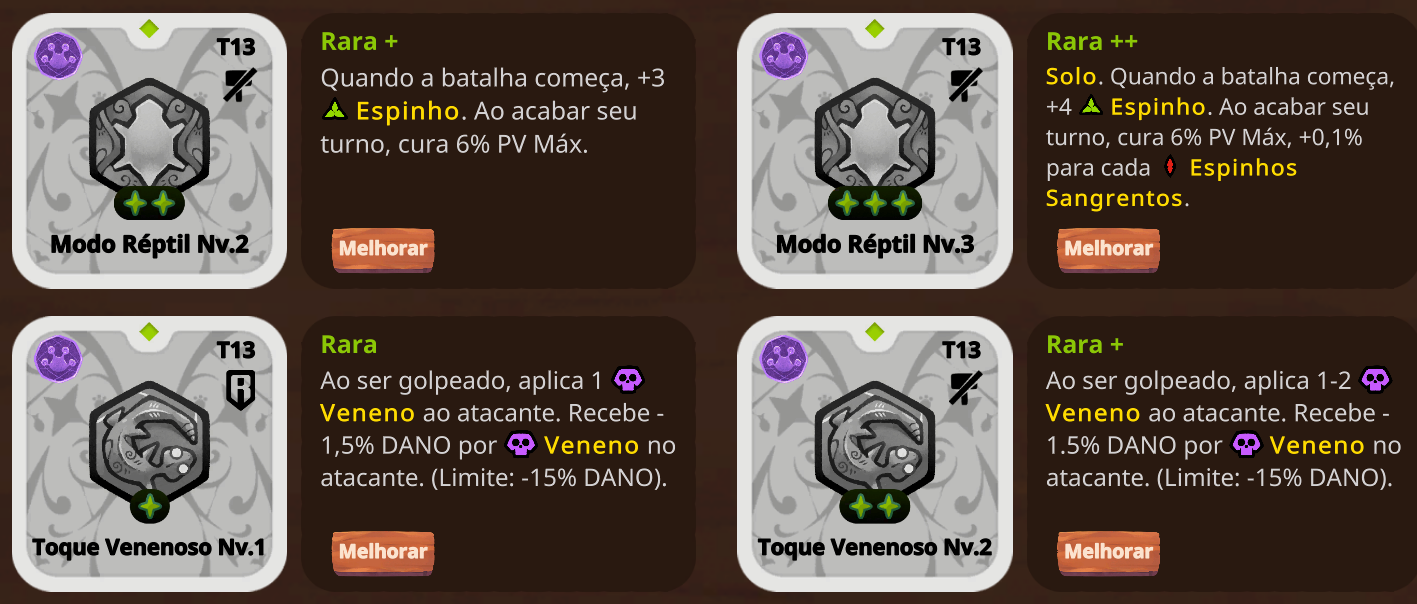 T13
Modo Réptil Nv.2
Rara +
Quando a batalha começa, +3
Espinho. Ao acabar seu
turno, cura 6% PV Máx.
Melhorar
T13
Modo Réptil Nv.3
Rara ++
Solo. Quando a batalha começa,
+4 Espinho. Ao acabar seu
turno, cura 6% PV Máx, +0,1%
para cada Espinhos
Sangrentos.
Melhorar
T13
Toque Venenoso Nv.1
Rara
Ao ser golpeado, aplica 1
Veneno ao atacante. Recebe -
1,5% DANO por Veneno no
atacante. (Limite: -15% DANO).
Melhorar
T13
Toque Venenoso Nv.2
Rara +
Ao ser golpeado, aplica 1-2
Veneno ao atacante. Recebe -
1.5% DANO por Veneno no
atacante. (Limite: -15% DANO).
Melhorar